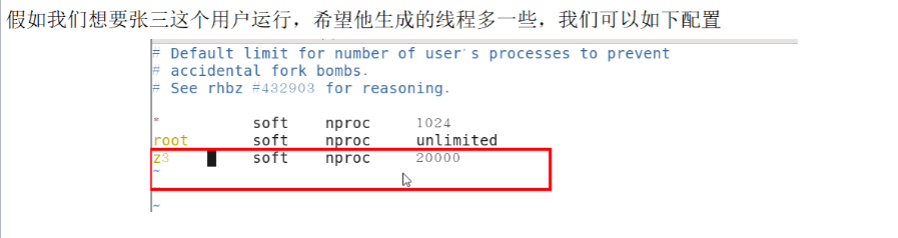 假如我们想要张三这个用户运行，希望他生成的线程多一些，我们可以如下配置
# Default limit for number of user's processes to prevent
# accidental fork bombs.
# See rhbz #432903 for reasoning.
* soft nproc 1024
root soft nproc unlimited
z3 soft nproc 20000
~
~